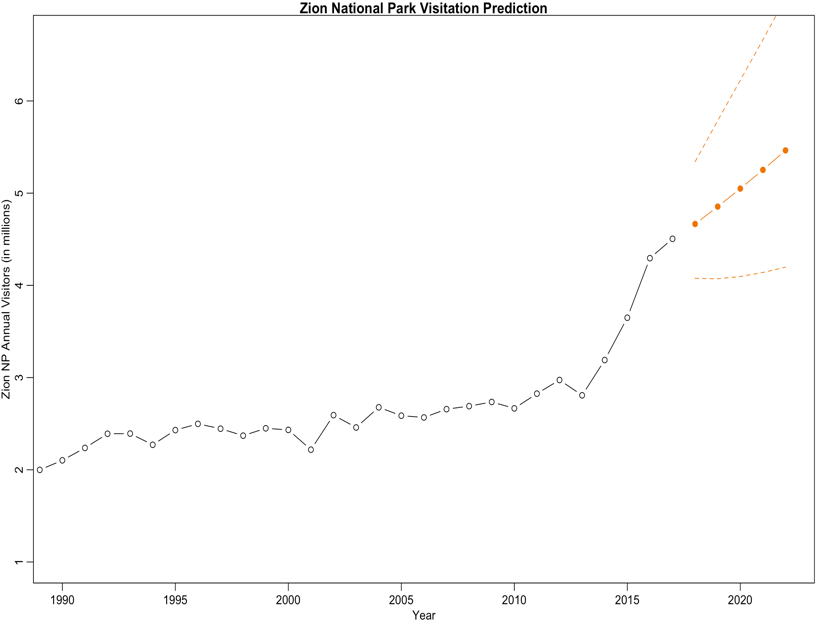 Zion National Park Visitation Prediction
Zion NP Annual Visitors (in millions)
6
5
4
3
2
1
1990 1995 2000 2005 2010 2015 2020
Year